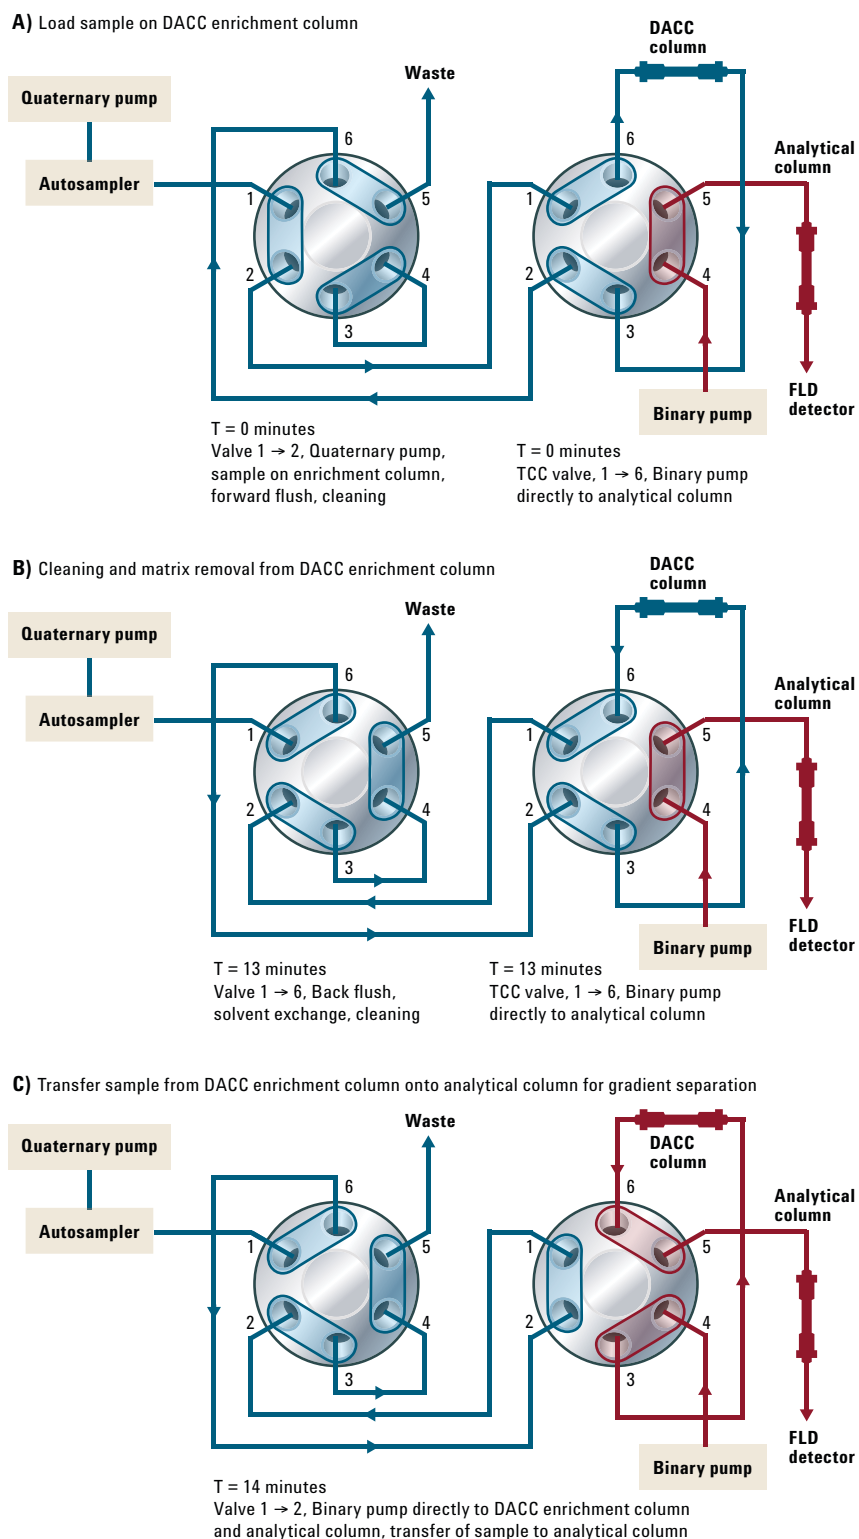 A) Load sample on DACC enrichment column
DACC
column
Waste
Quaternary pump
Autosampler
6
1
5
2
4
3
6
1
5
2
4
3
Analytical
column
FLD
detector
Binary pump
T = 0 minutes
Valve 1 → 2, Quaternary pump,
sample on enrichment column,
forward flush, cleaning
T = 0 minutes
TCC valve, 1 → 6, Binary pump
directly to analytical column
B) Cleaning and matrix removal from DACC enrichment column
DACC
column
Waste
Quaternary pump
Autosampler
6
1
5
2
4
3
6
1
5
2
4
3
Analytical
column
FLD
detector
Binary pump
T = 13 minutes
Valve 1 → 6, Back flush,
solvent exchange, cleaning
T = 13 minutes
TCC valve, 1 → 6, Binary pump
directly to analytical column
C) Transfer sample from DACC enrichment column onto analytical column for gradient separation
Waste
DACC
column
Quaternary pump
Autosampler
6
1
5
2
4
3
6
1
5
2
4
3
Analytical
column
FLD
detector
Binary pump
T = 14 minutes
Valve 1 → 2, Binary pump directly to DACC enrichment column
and analytical column, transfer of sample to analytical column